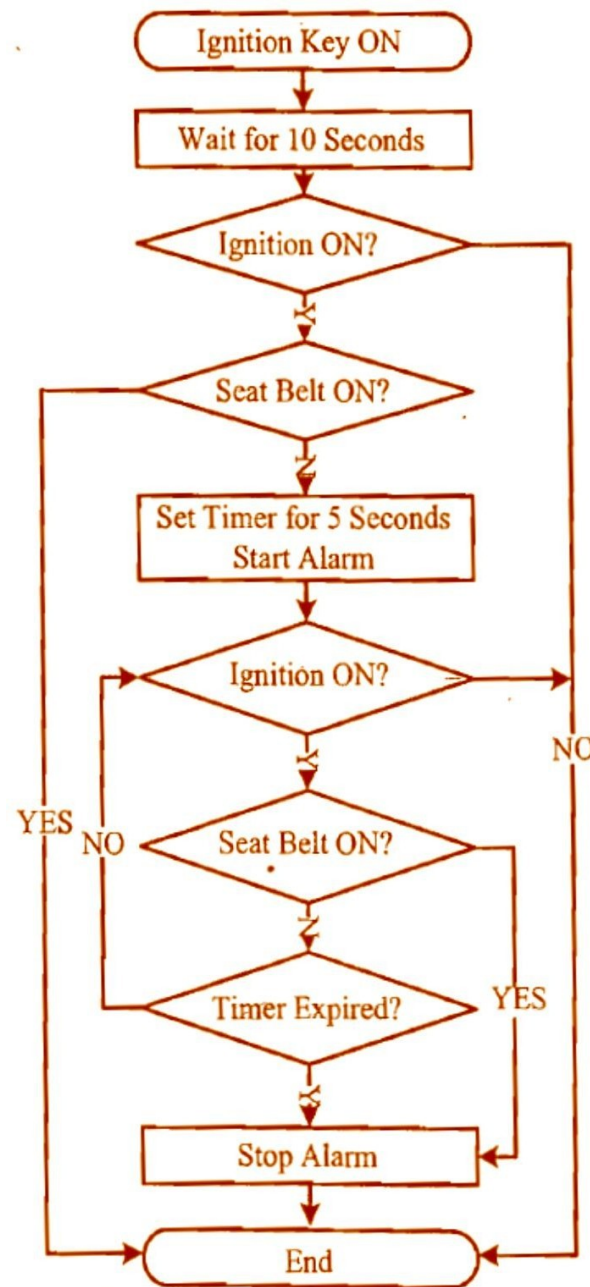 Ignition Key ON
Wait for 10 Seconds
Ignition ON?
Y
Seat Belt ON?
N
Set Timer for 5 Seconds
Start Alarm
Ignition ON?
Y
NO
YES
NO
Seat Belt ON?
N
Timer Expired?
YES
Y
Stop Alarm
End